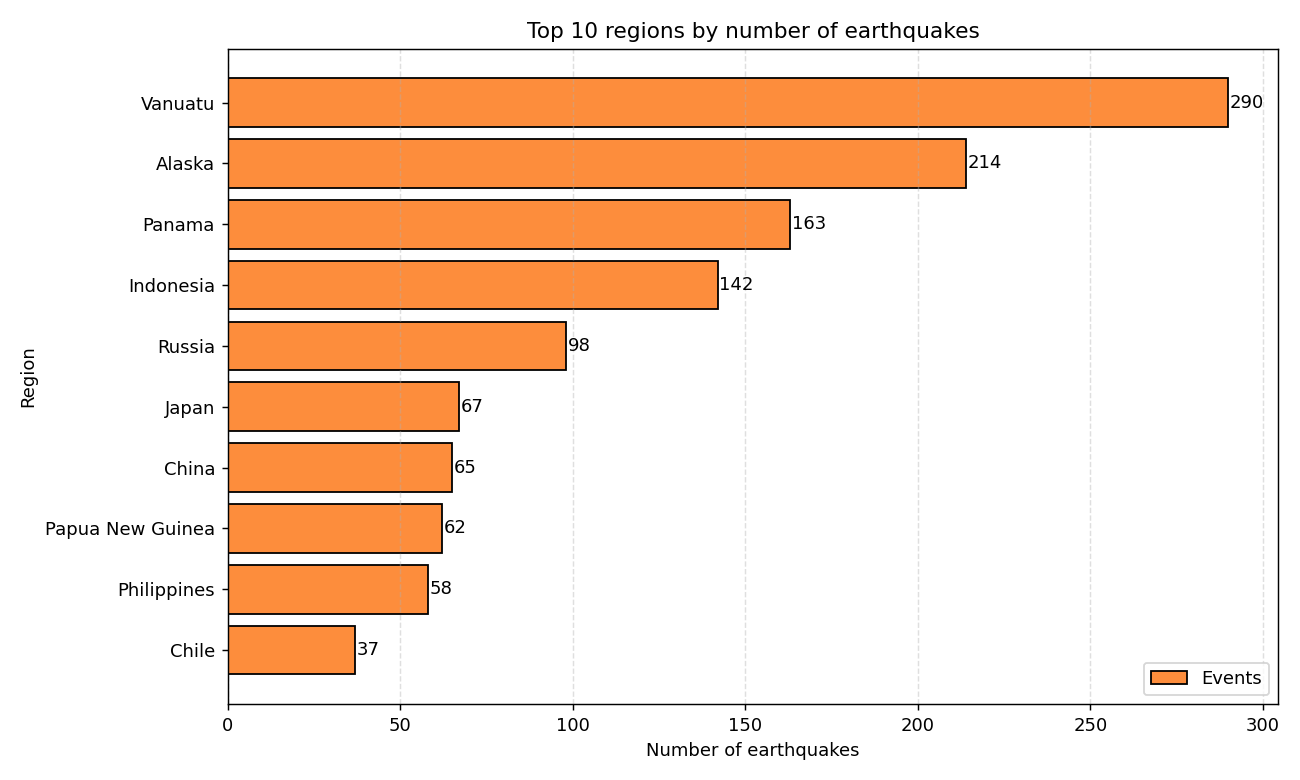 Top 10 regions by number of earthquakes
Region
Vanuatu 290
Alaska 214
Panama 163
Indonesia 142
Russia 98
Japan 67
China 65
Papua New Guinea 62
Philippines 58
Chile 37
Events
0 50 100 150 200 250 300
Number of earthquakes